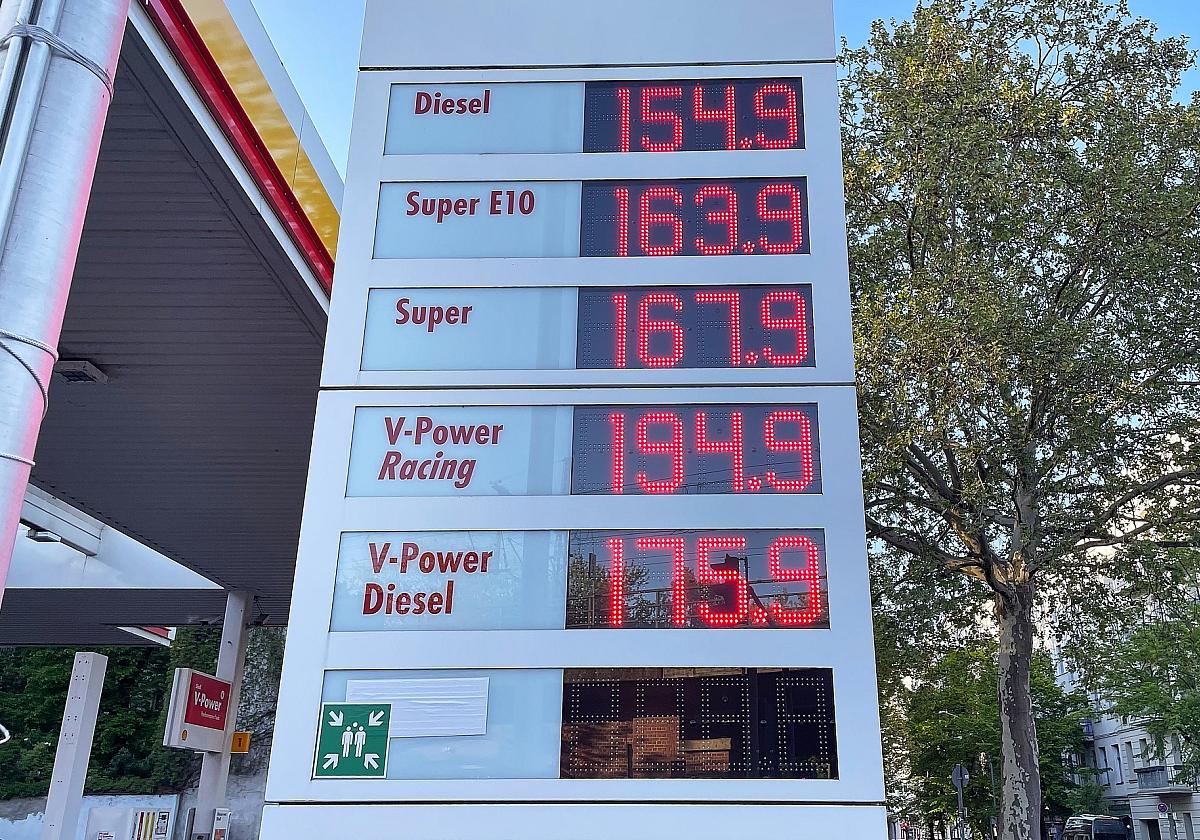 Diesel 154.9
Super E10 163.9
Super 167.9
V-Power
Racing 194.9
V-Power
Diesel 175.9
V-Power
1